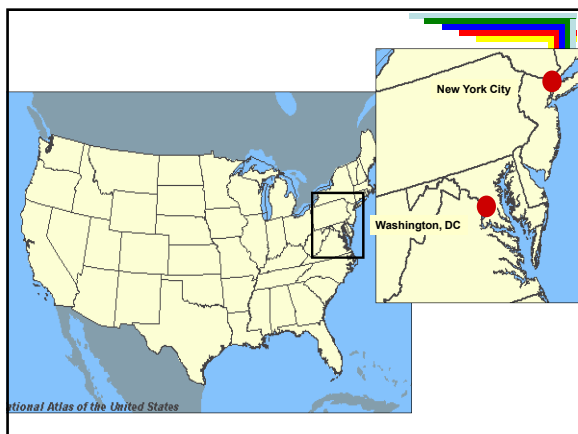 New York City
Washington, DC
tional Atlas of the United States